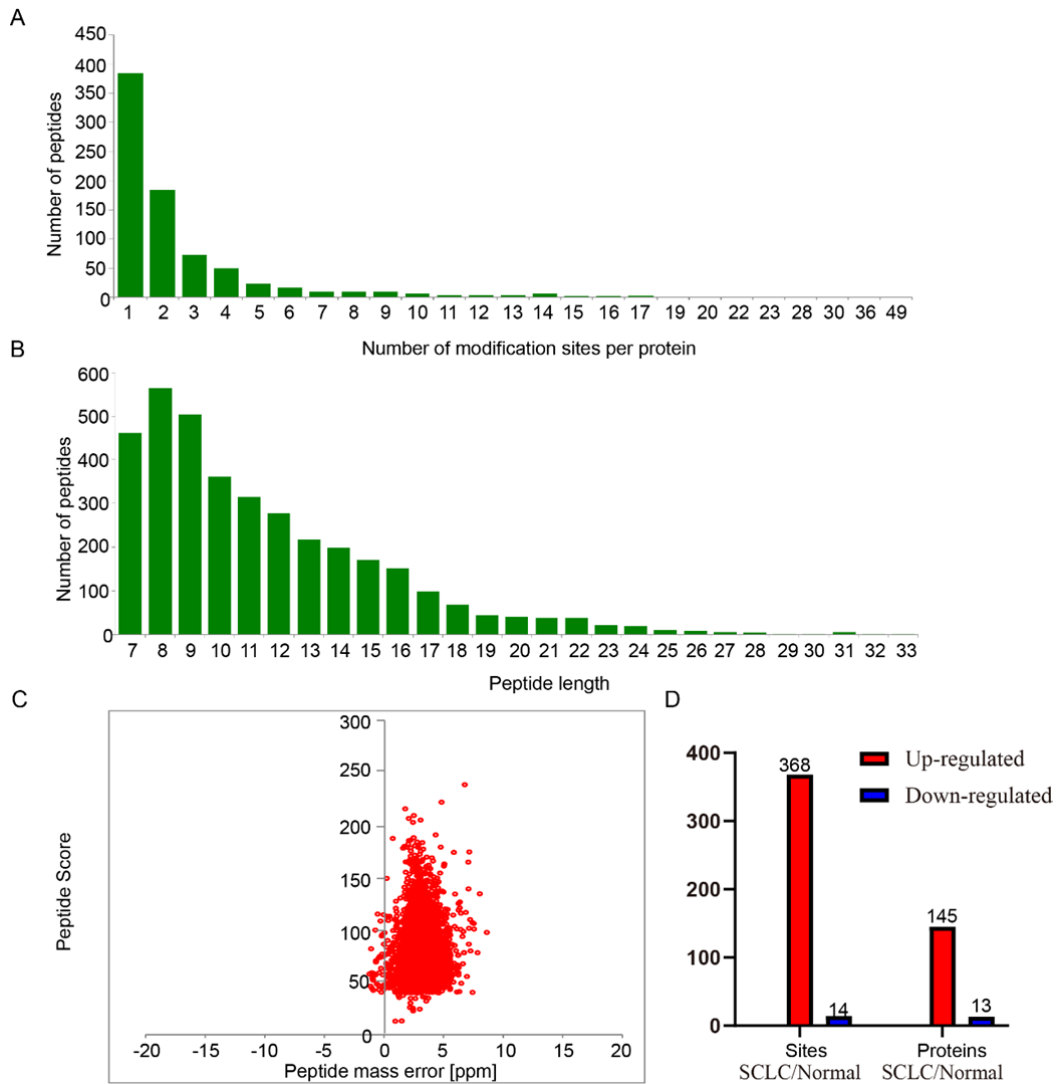 A
450
400
350
300
250
200
150
100
50
0
Number of peptides
1 2 3 4 5 6 7 8 9 10 11 12 13 14 15 16 17 19 20 22 23 28 30 36 49
Number of modification sites per protein
B
600
500
400
300
200
100
0
Number of peptides
7 8 9 10 11 12 13 14 15 16 17 18 19 20 21 22 23 24 25 26 27 28 29 30 31 32 33
Peptide length
C
300
250
200
150
100
50
0
Peptide Score
-20 -15 -10 -5 0 5 10 15 20
Peptide mass error [ppm]
D
400
300
200
100
0
368
14
145
13
Up-regulated
Down-regulated
Sites
SCLC/Normal
Proteins
SCLC/Normal